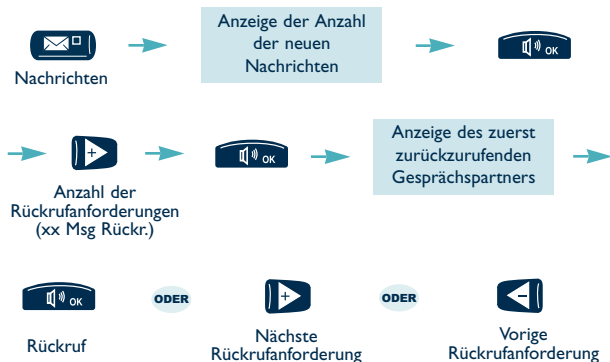 Anzeige der Anzahl
der neuen
Nachrichten
OK
Nachrichten
+
OK
Anzeige des zuerst
zurückzurufenden
Gesprächspartners
Anzahl der
Rückrufanforderungen
(xx Msg Rückr.)
OK
ODER
+
ODER
-
Rückruf
Nächste
Rückrufanforderung
Vorige
Rückrufanforderung